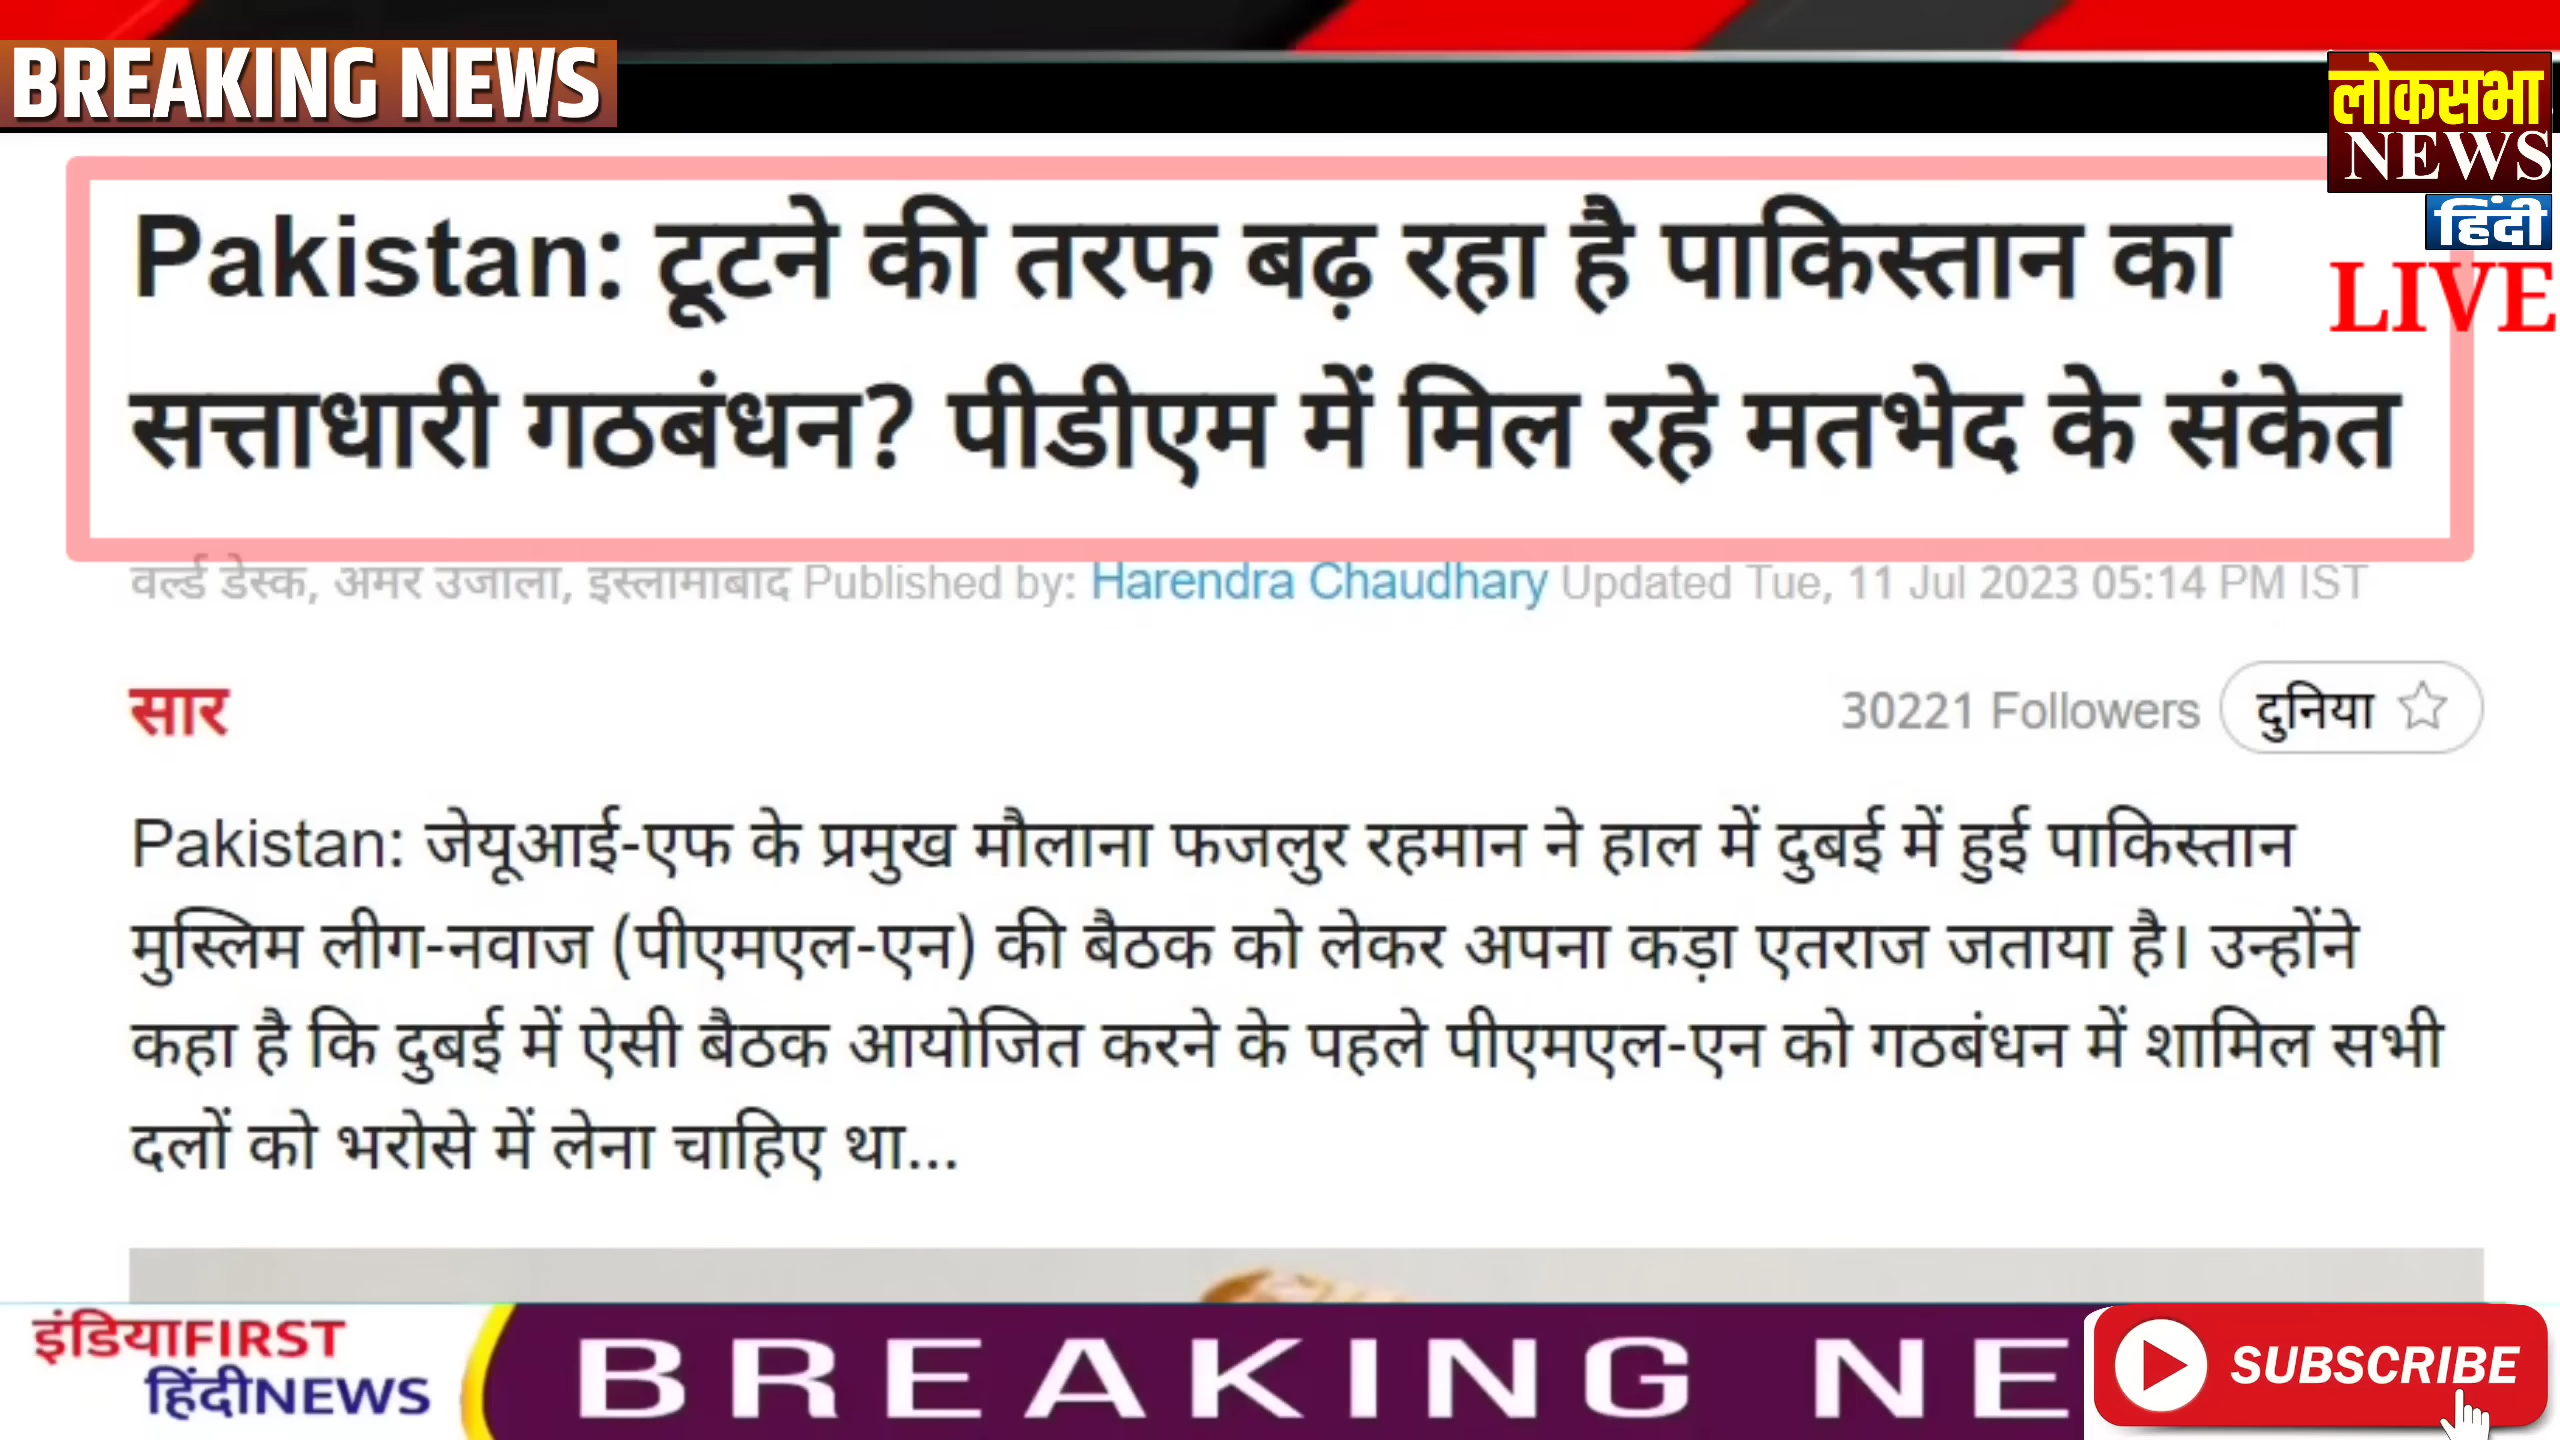 BREAKING NEWS
लोकसभा
NEWS
हिंदी
LIVE
Pakistan: टूटने की तरफ बढ़ रहा है पाकिस्तान का
सत्ताधारी गठबंधन? पीडीएम में मिल रहे मतभेद के संकेत
वर्ल्ड डेस्क, अमर उजाला, इस्लामाबाद Published by: Harendra Chaudhary Updated Tue, 11 Jul 2023 05:14 PM IST
सार
30221 Followers दुनिया
Pakistan: जेयूआई-एफ के प्रमुख मौलाना फजलुर रहमान ने हाल में दुबई में हुई पाकिस्तान
मुस्लिम लीग-नवाज (पीएमएल-एन) की बैठक को लेकर अपना कड़ा एतराज जताया है। उन्होंने
कहा है कि दुबई में ऐसी बैठक आयोजित करने के पहले पीएमएल-एन को गठबंधन में शामिल सभी
दलों को भरोसे में लेना चाहिए था...
इंडियाFIRST
हिंदीNEWS
BREAKING NE
SUBSCRIBE